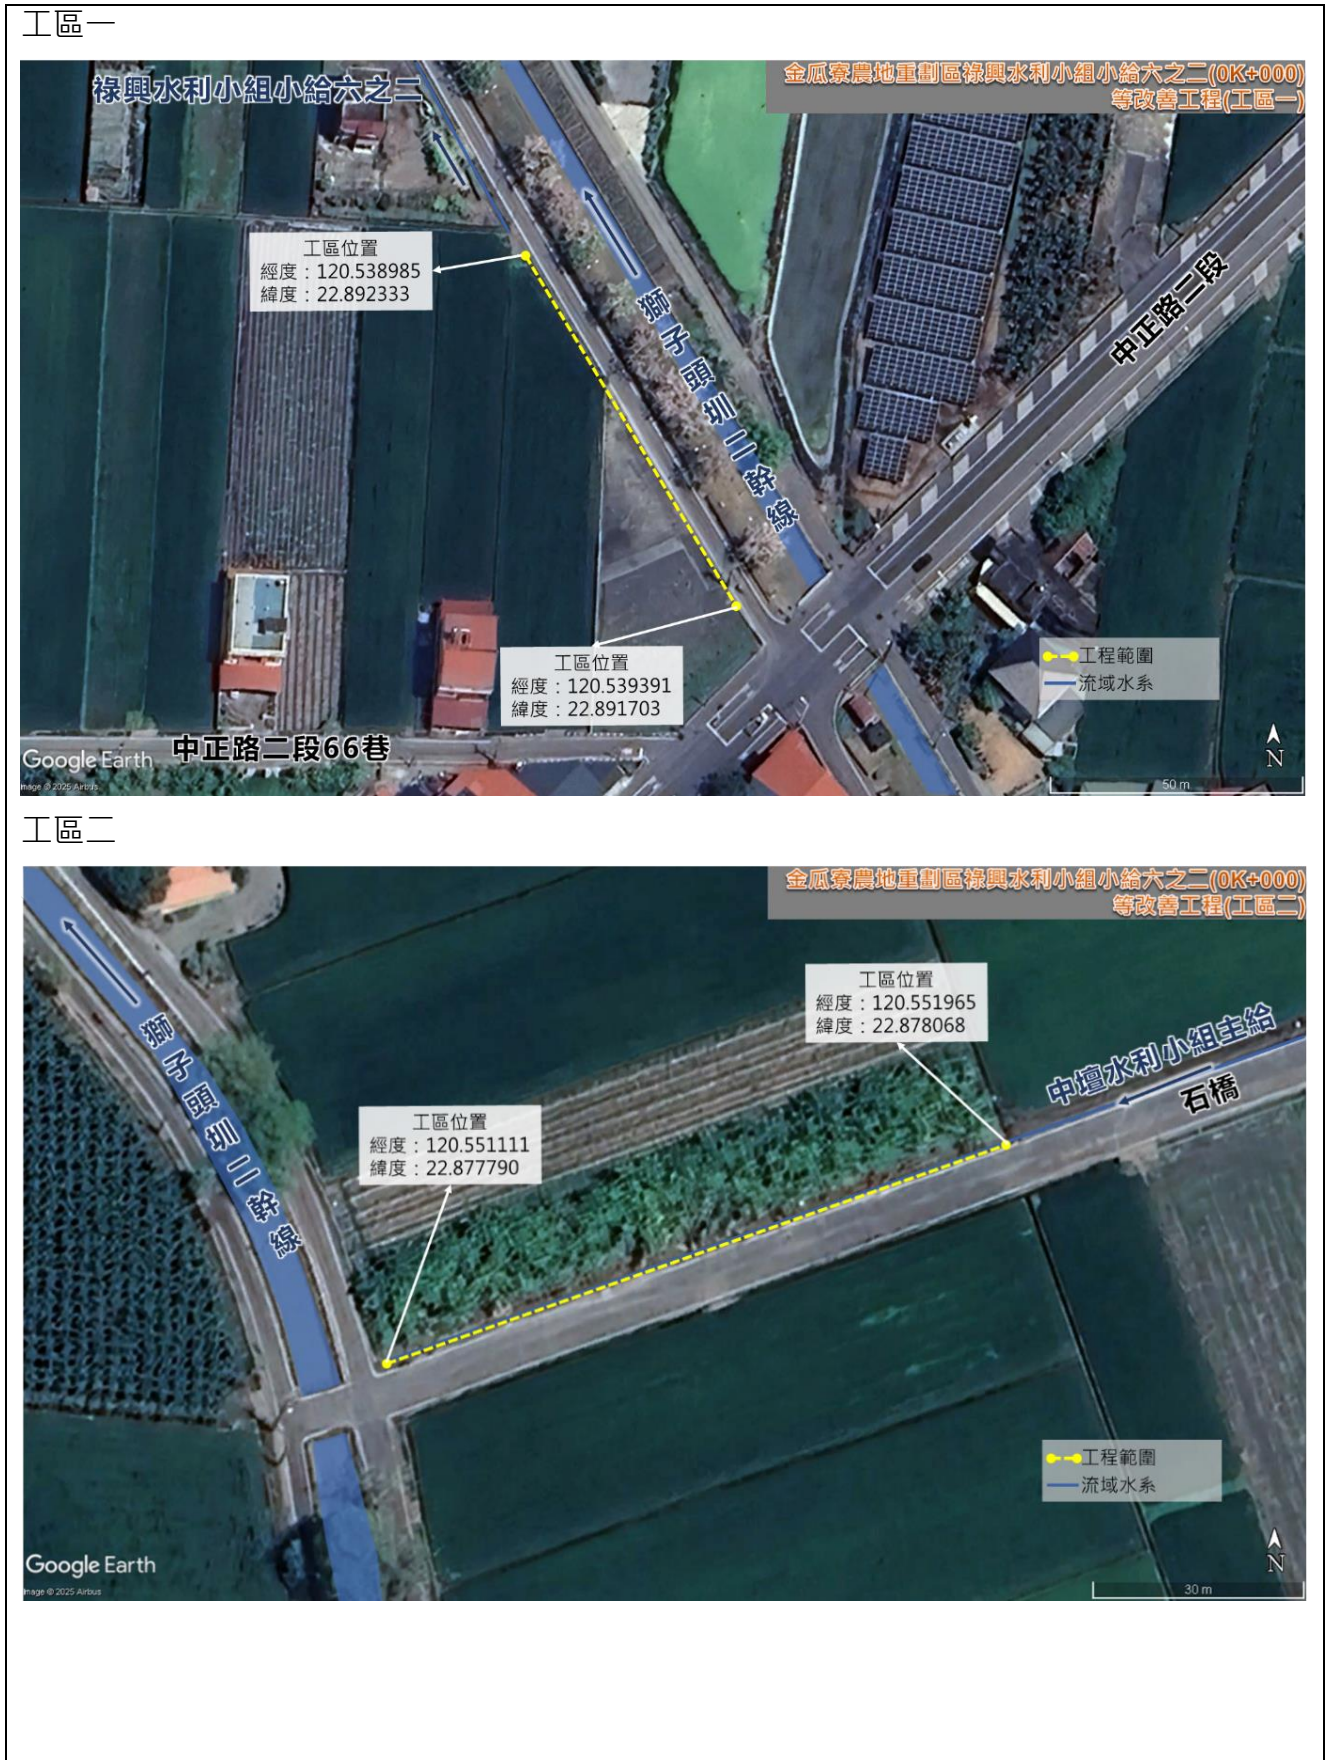 工區一
祿興水利小組小給六之二
金瓜寮農地重劃區祿興水利小組小給六之二(0K+000)
等改善工程(工區一)
工區位置
經度：120.538985
緯度：22.892333
獅子頭圳二幹線
中正路二段
工區位置
經度：120.539391
緯度：22.891703
工程範圍
流域水系
中正路二段66巷
Google Earth
Image © 2025 Airbus
N
50 m
工區二
金瓜寮農地重劃區祿興水利小組小給六之二(0K+000)
等改善工程(工區二)
工區位置
經度：120.551965
緯度：22.878068
中壇水利小組主給
石橋
獅子頭圳二幹線
工區位置
經度：120.551111
緯度：22.877790
工程範圍
流域水系
Google Earth
Image © 2025 Airbus
N
30 m